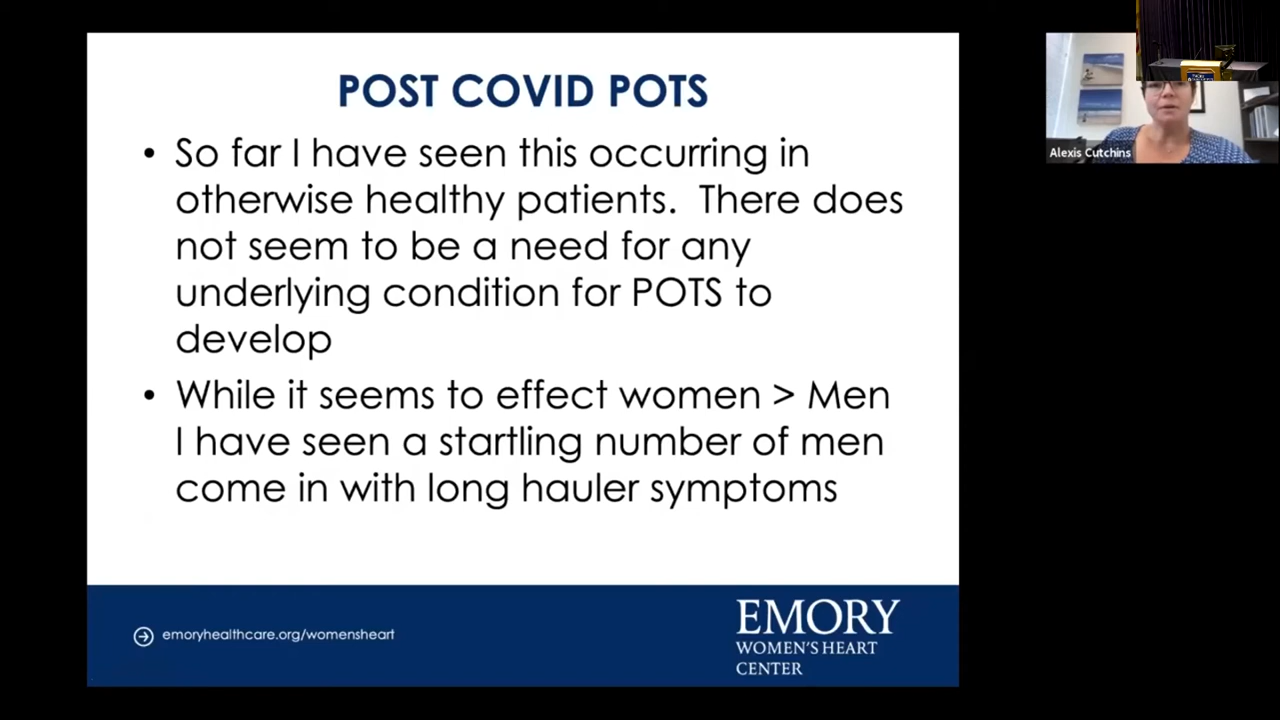 POST COVID POTS
• So far I have seen this occurring in
otherwise healthy patients.  There does
not seem to be a need for any
underlying condition for POTS to
develop
• While it seems to effect women > Men
I have seen a startling number of men
come in with long hauler symptoms
emoryhealthcare.org/womensheart
EMORY
WOMEN'S HEART
CENTER
Alexis Cutchins